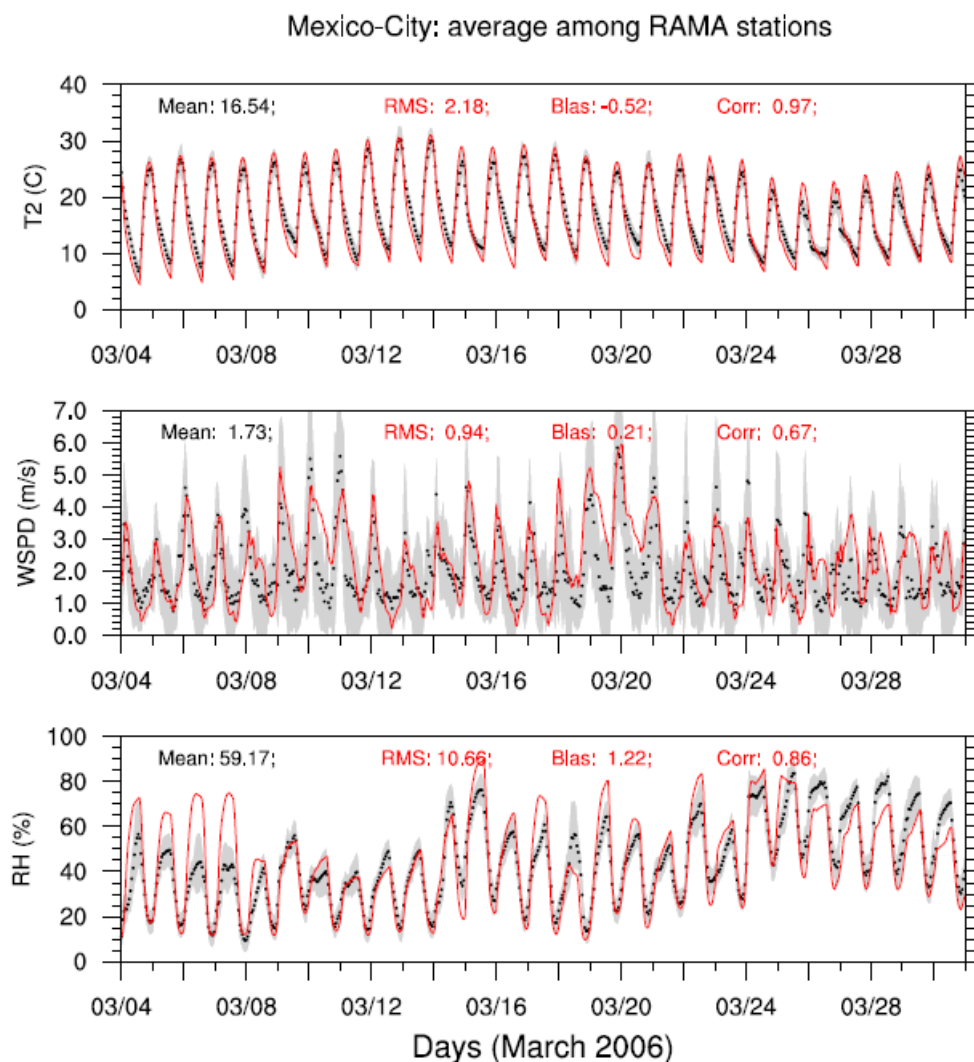 Mexico-City: average among RAMA stations
Mean: 16.54; RMS: 2.18; Bias: -0.52; Corr: 0.97;
T2 (C)
40
30
20
10
0
03/04 03/08 03/12 03/16 03/20 03/24 03/28
Mean: 1.73; RMS: 0.94; Bias: 0.21; Corr: 0.67;
WSPD (m/s)
7.0
6.0
5.0
4.0
3.0
2.0
1.0
0.0
03/04 03/08 03/12 03/16 03/20 03/24 03/28
Mean: 59.17; RMS: 10.66; Bias: 1.22; Corr: 0.86;
RH (%)
100
80
60
40
20
0
03/04 03/08 03/12 03/16 03/20 03/24 03/28
Days (March 2006)